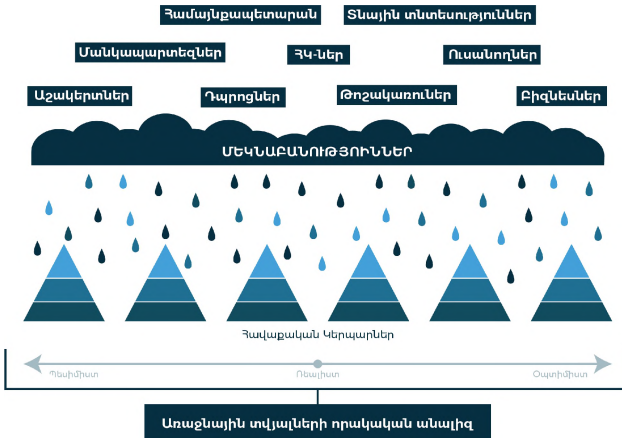 Համայնքապետարան
Տնային տնտեսություններ
Մանկապարտեզներ
ՀԿ-ներ
Ուսանողներ
Աշակերտներ
Դպրոցներ
Թոշակառուներ
Բիզնեսներ
ՄԵԿՆԱԲԱՆՈՒԹՅՈՒՆՆԵՐ
Հավաքական Կերպարներ
Պեսիմիստ
Ռեալիստ
Օպտիմիստ
Առաջնային տվյալների որակական անալիզ